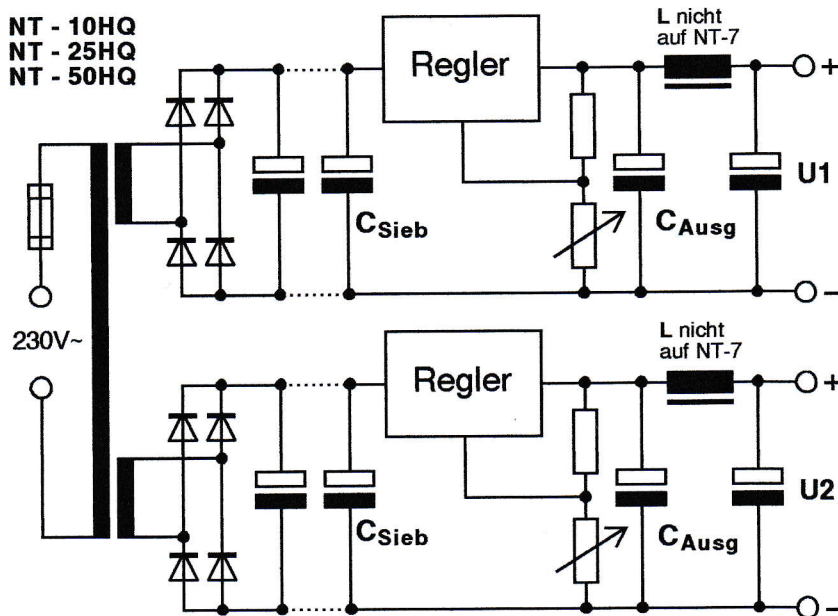 NT - 10HQ
NT - 25HQ
NT - 50HQ
L nicht
auf NT-7
Regler
+
CSieb
CAusg
U1
−
230V~
L nicht
auf NT-7
Regler
+
CSieb
CAusg
U2
−